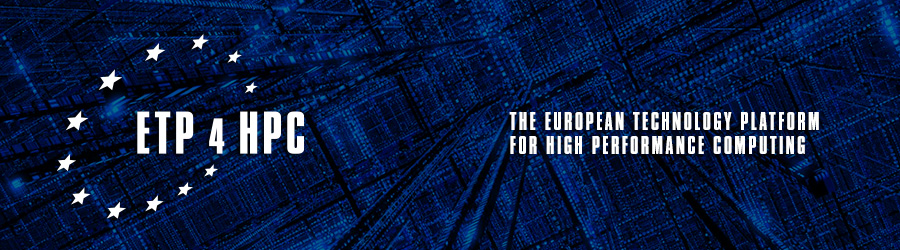 ETP 4 HPC
THE EUROPEAN TECHNOLOGY PLATFORM
FOR HIGH PERFORMANCE COMPUTING